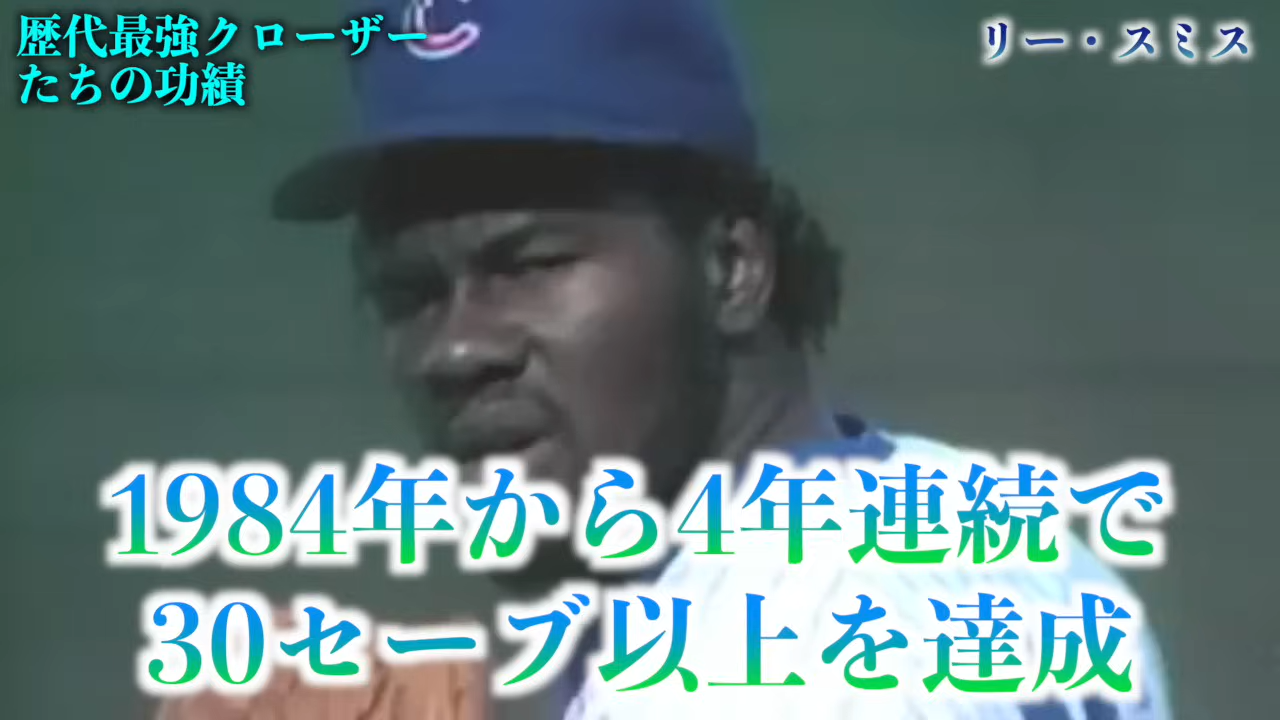 歴代最強クローザー
たちの功績
リー・スミス
C
1984年から4年連続で
30セーブ以上を達成